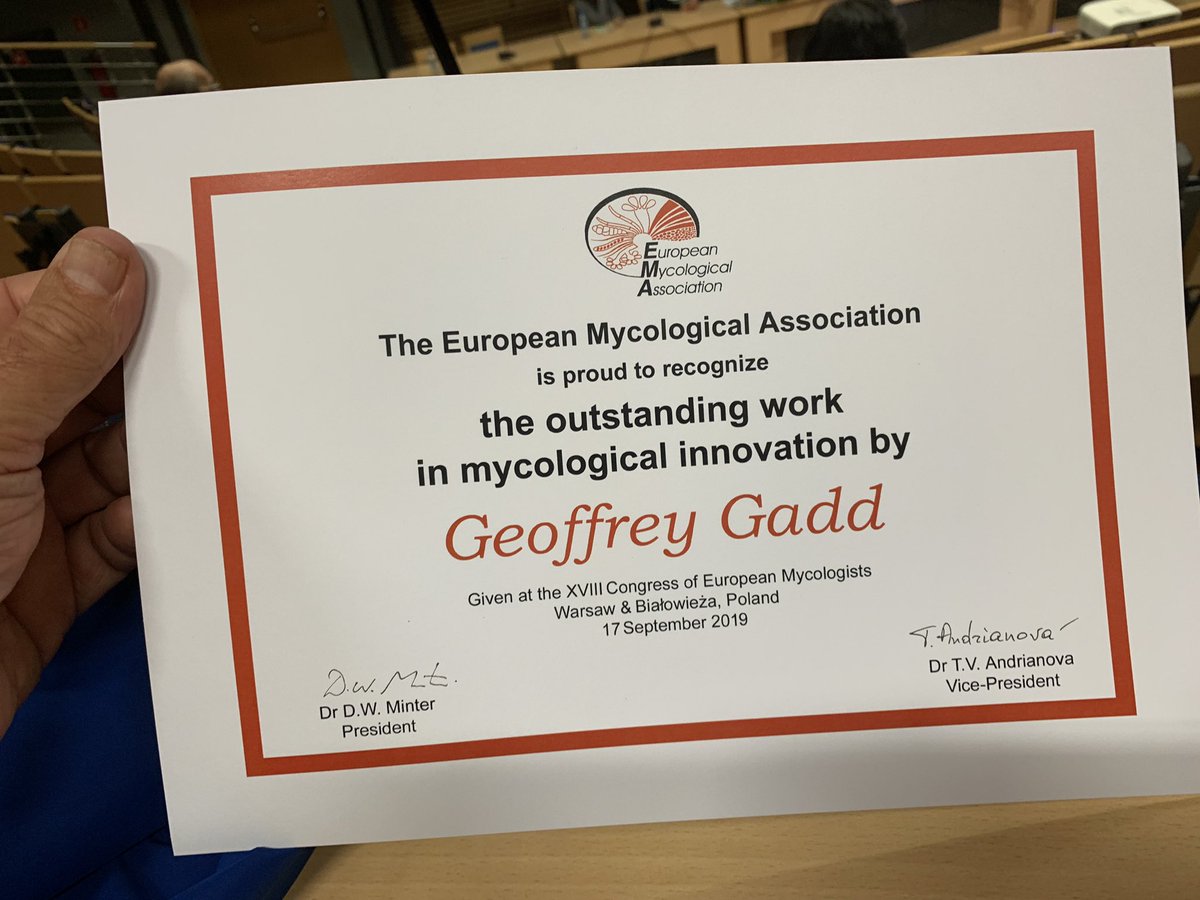 European
Mycological
Association
The European Mycological Association
is proud to recognize
the outstanding work
in mycological innovation by
Geoffrey Gadd
Given at the XVIII Congress of European Mycologists
Warsaw & Białowieża, Poland
17 September 2019
D.W. Mint.
Dr D.W. Minter
President
T. Andrianova
Dr T.V. Andrianova
Vice-President